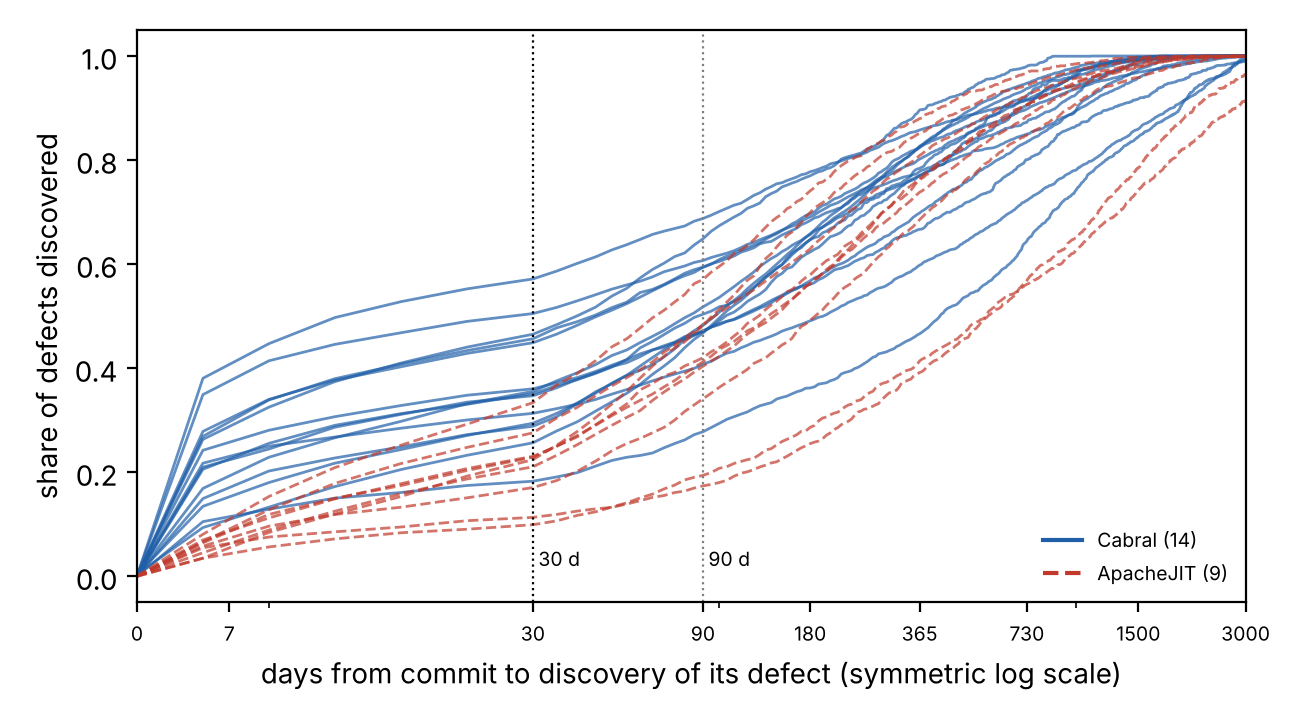 share of defects discovered
1.0
0.8
0.6
0.4
0.2
0.0
30 d
90 d
Cabral (14)
ApacheJIT (9)
0 7 30 90 180 365 730 1500 3000
days from commit to discovery of its defect (symmetric log scale)